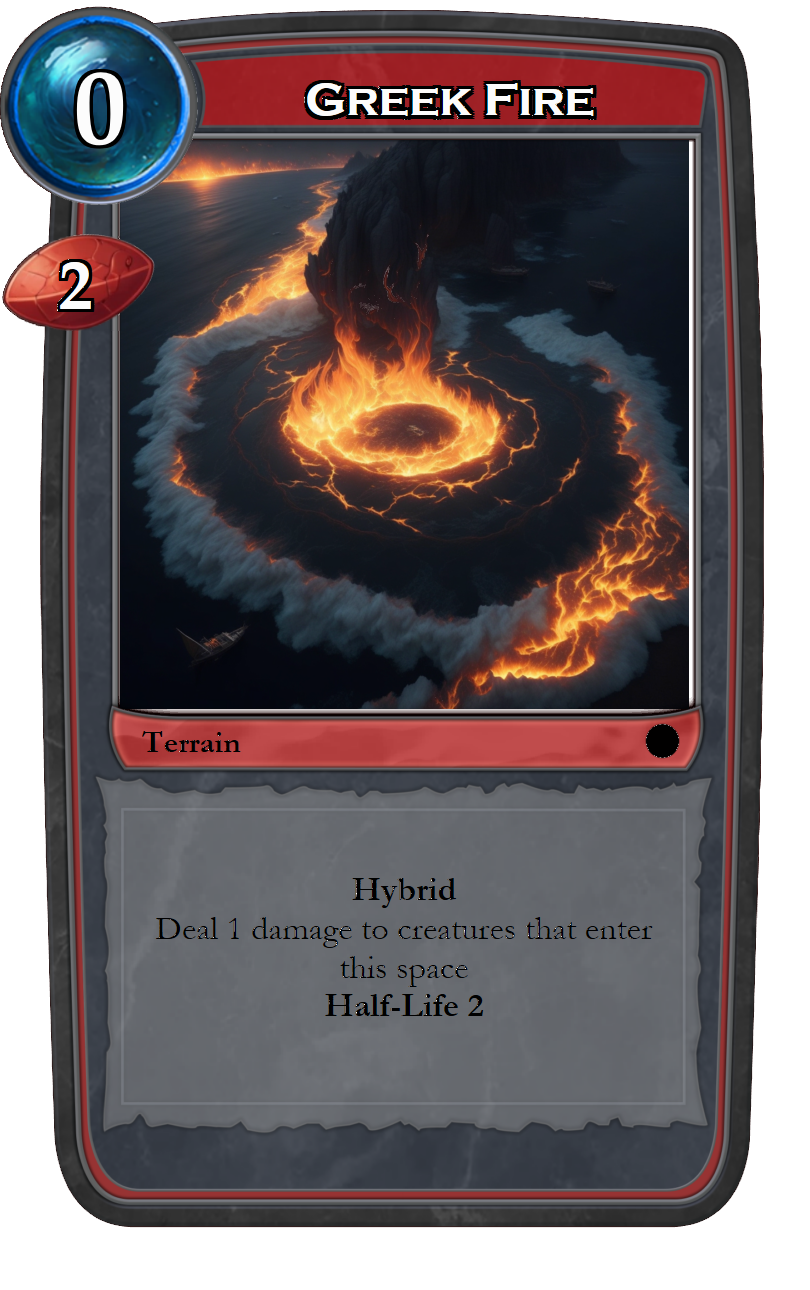 0
Greek Fire
2
Terrain
Hybrid
Deal 1 damage to creatures that enter
this space
Half-Life 2